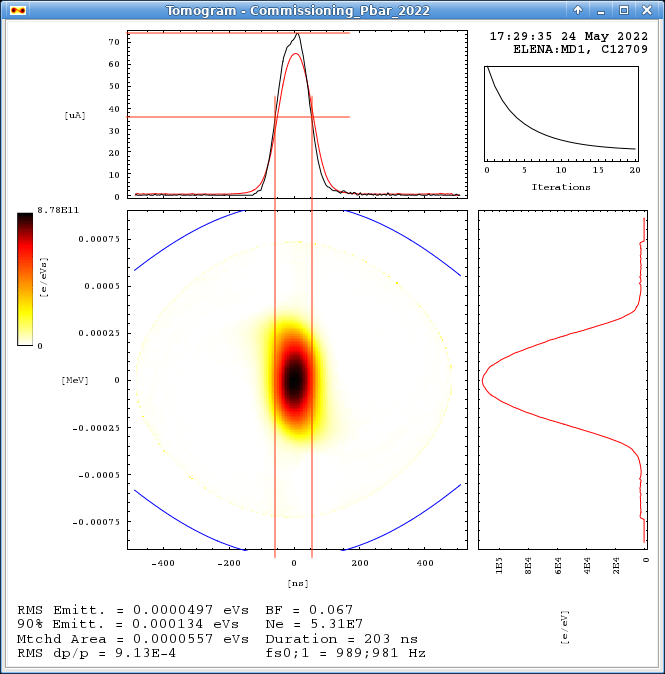 Tomogram - Commissioning_Pbar_2022
17:29:35 24 May 2022
ELENA:MD1, C12709
70
60
50
[uA]
40
30
20
10
0
0 5 10 15 20
Iterations
8.78E11
[e/eVs]
0
0.00075
0.0005
0.00025
[MeV]
0
-0.00025
-0.0005
-0.00075
-400 -200 0 200 400
[ns]
1E5 8E4 6E4 4E4 2E4 0
[e/eV]
RMS Emitt. = 0.0000497 eVs BF = 0.067
90% Emitt. = 0.000134 eVs Ne = 5.31E7
Mtchd Area = 0.0000557 eVs Duration = 203 ns
RMS dp/p = 9.13E-4 fs0;1 = 989;981 Hz